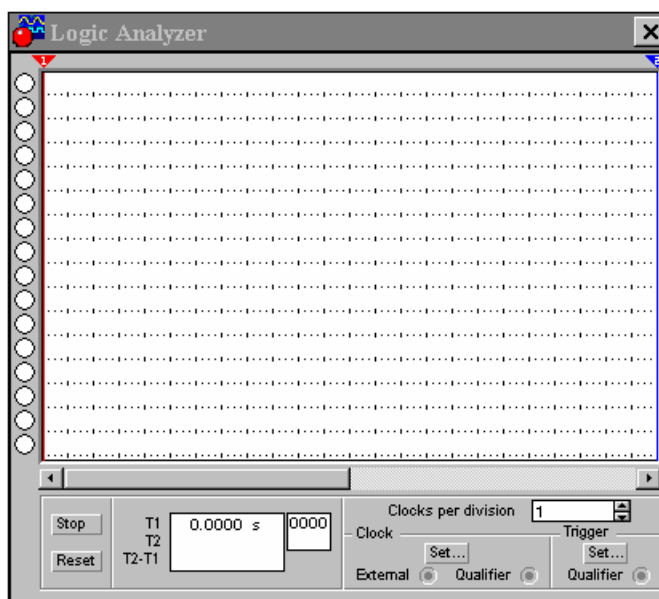 Logic Analyzer
1 2
Clocks per division 1
Stop T1 0.0000 s 0000 Clock Trigger
T2 Set... Set...
Reset T2-T1 External Qualifier Qualifier